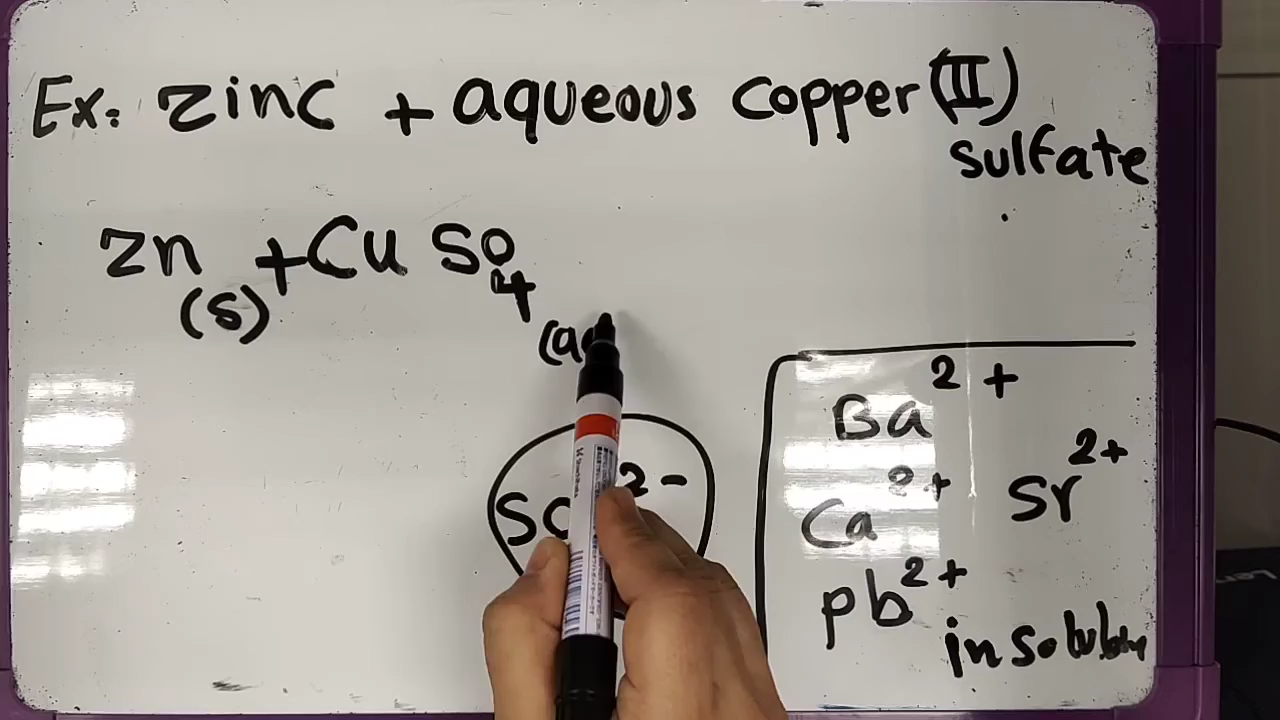 Ex: zinc + aqueous copper (II)
sulfate
Zn(s) + CuSO4
Ba2+
Ca2+ Sr2+
Pb2+